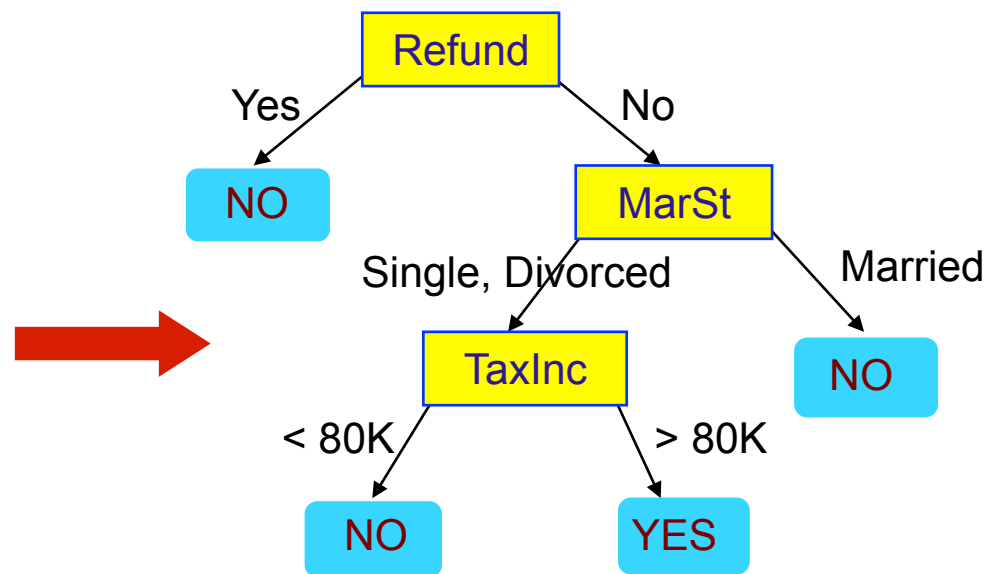 Refund
Yes
No
NO
MarSt
Single, Divorced
Married
TaxInc
NO
< 80K
> 80K
NO
YES